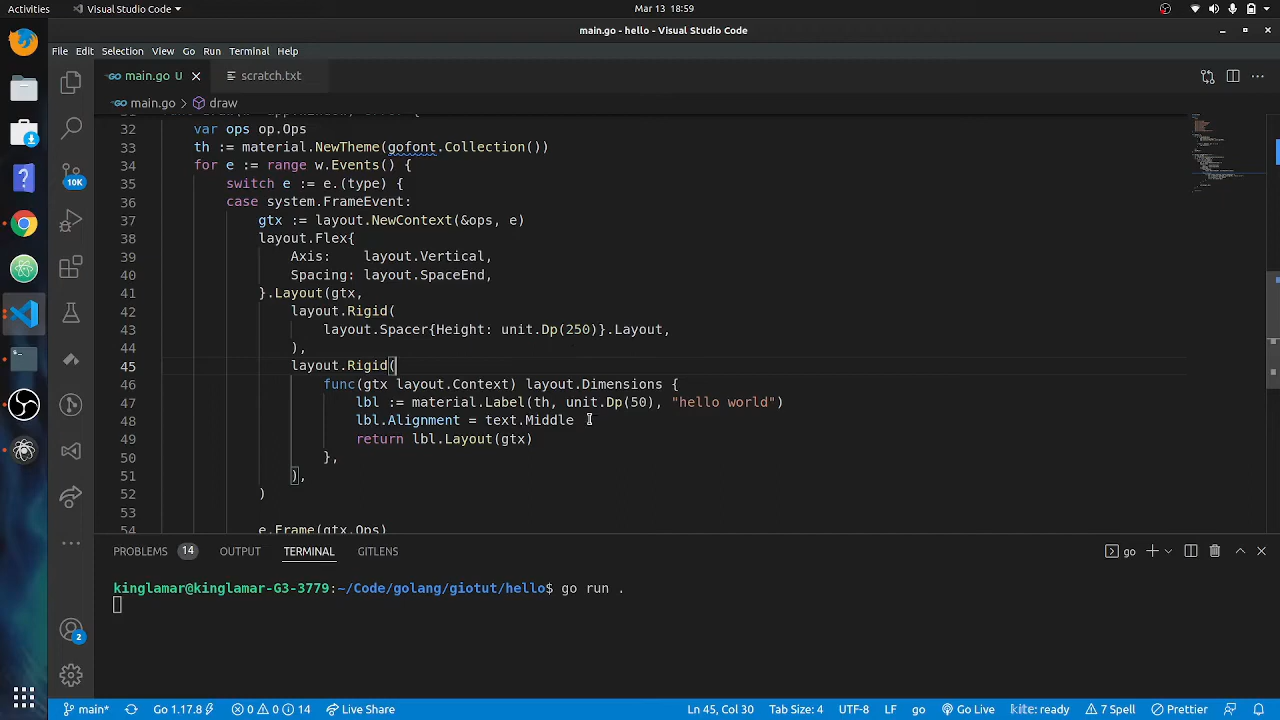 Activities
Visual Studio Code
Mar 13 18:59
main.go - hello - Visual Studio Code
File Edit Selection View Go Run Terminal Help
main.go U
scratch.txt
main.go > draw
32 var ops op.Ops
33 th := material.NewTheme(gofont.Collection())
34 for e := range w.Events() {
35 switch e := e.(type) {
36 case system.FrameEvent:
37 gtx := layout.NewContext(&ops, e)
38 layout.Flex{
39 Axis: layout.Vertical,
40 Spacing: layout.SpaceEnd,
41 }.Layout(gtx,
42 layout.Rigid(
43 layout.Spacer{Height: unit.Dp(250)}.Layout,
44 ),
45 layout.Rigid(
46 func(gtx layout.Context) layout.Dimensions {
47 lbl := material.Label(th, unit.Dp(50), "hello world")
48 lbl.Alignment = text.Middle
49 return lbl.Layout(gtx)
50 },
51 ),
52 )
53
54 e.Frame(gtx.Ops)
10K
2
PROBLEMS 14 OUTPUT TERMINAL GITLENS
go
kinglamar@kinglamar-G3-3779:~/Code/golang/giotut/hello$ go run .
main* Go 1.17.8 0 0 14 Live Share Ln 45, Col 30 Tab Size: 4 UTF-8 LF go Go Live kite: ready 7 Spell Prettier